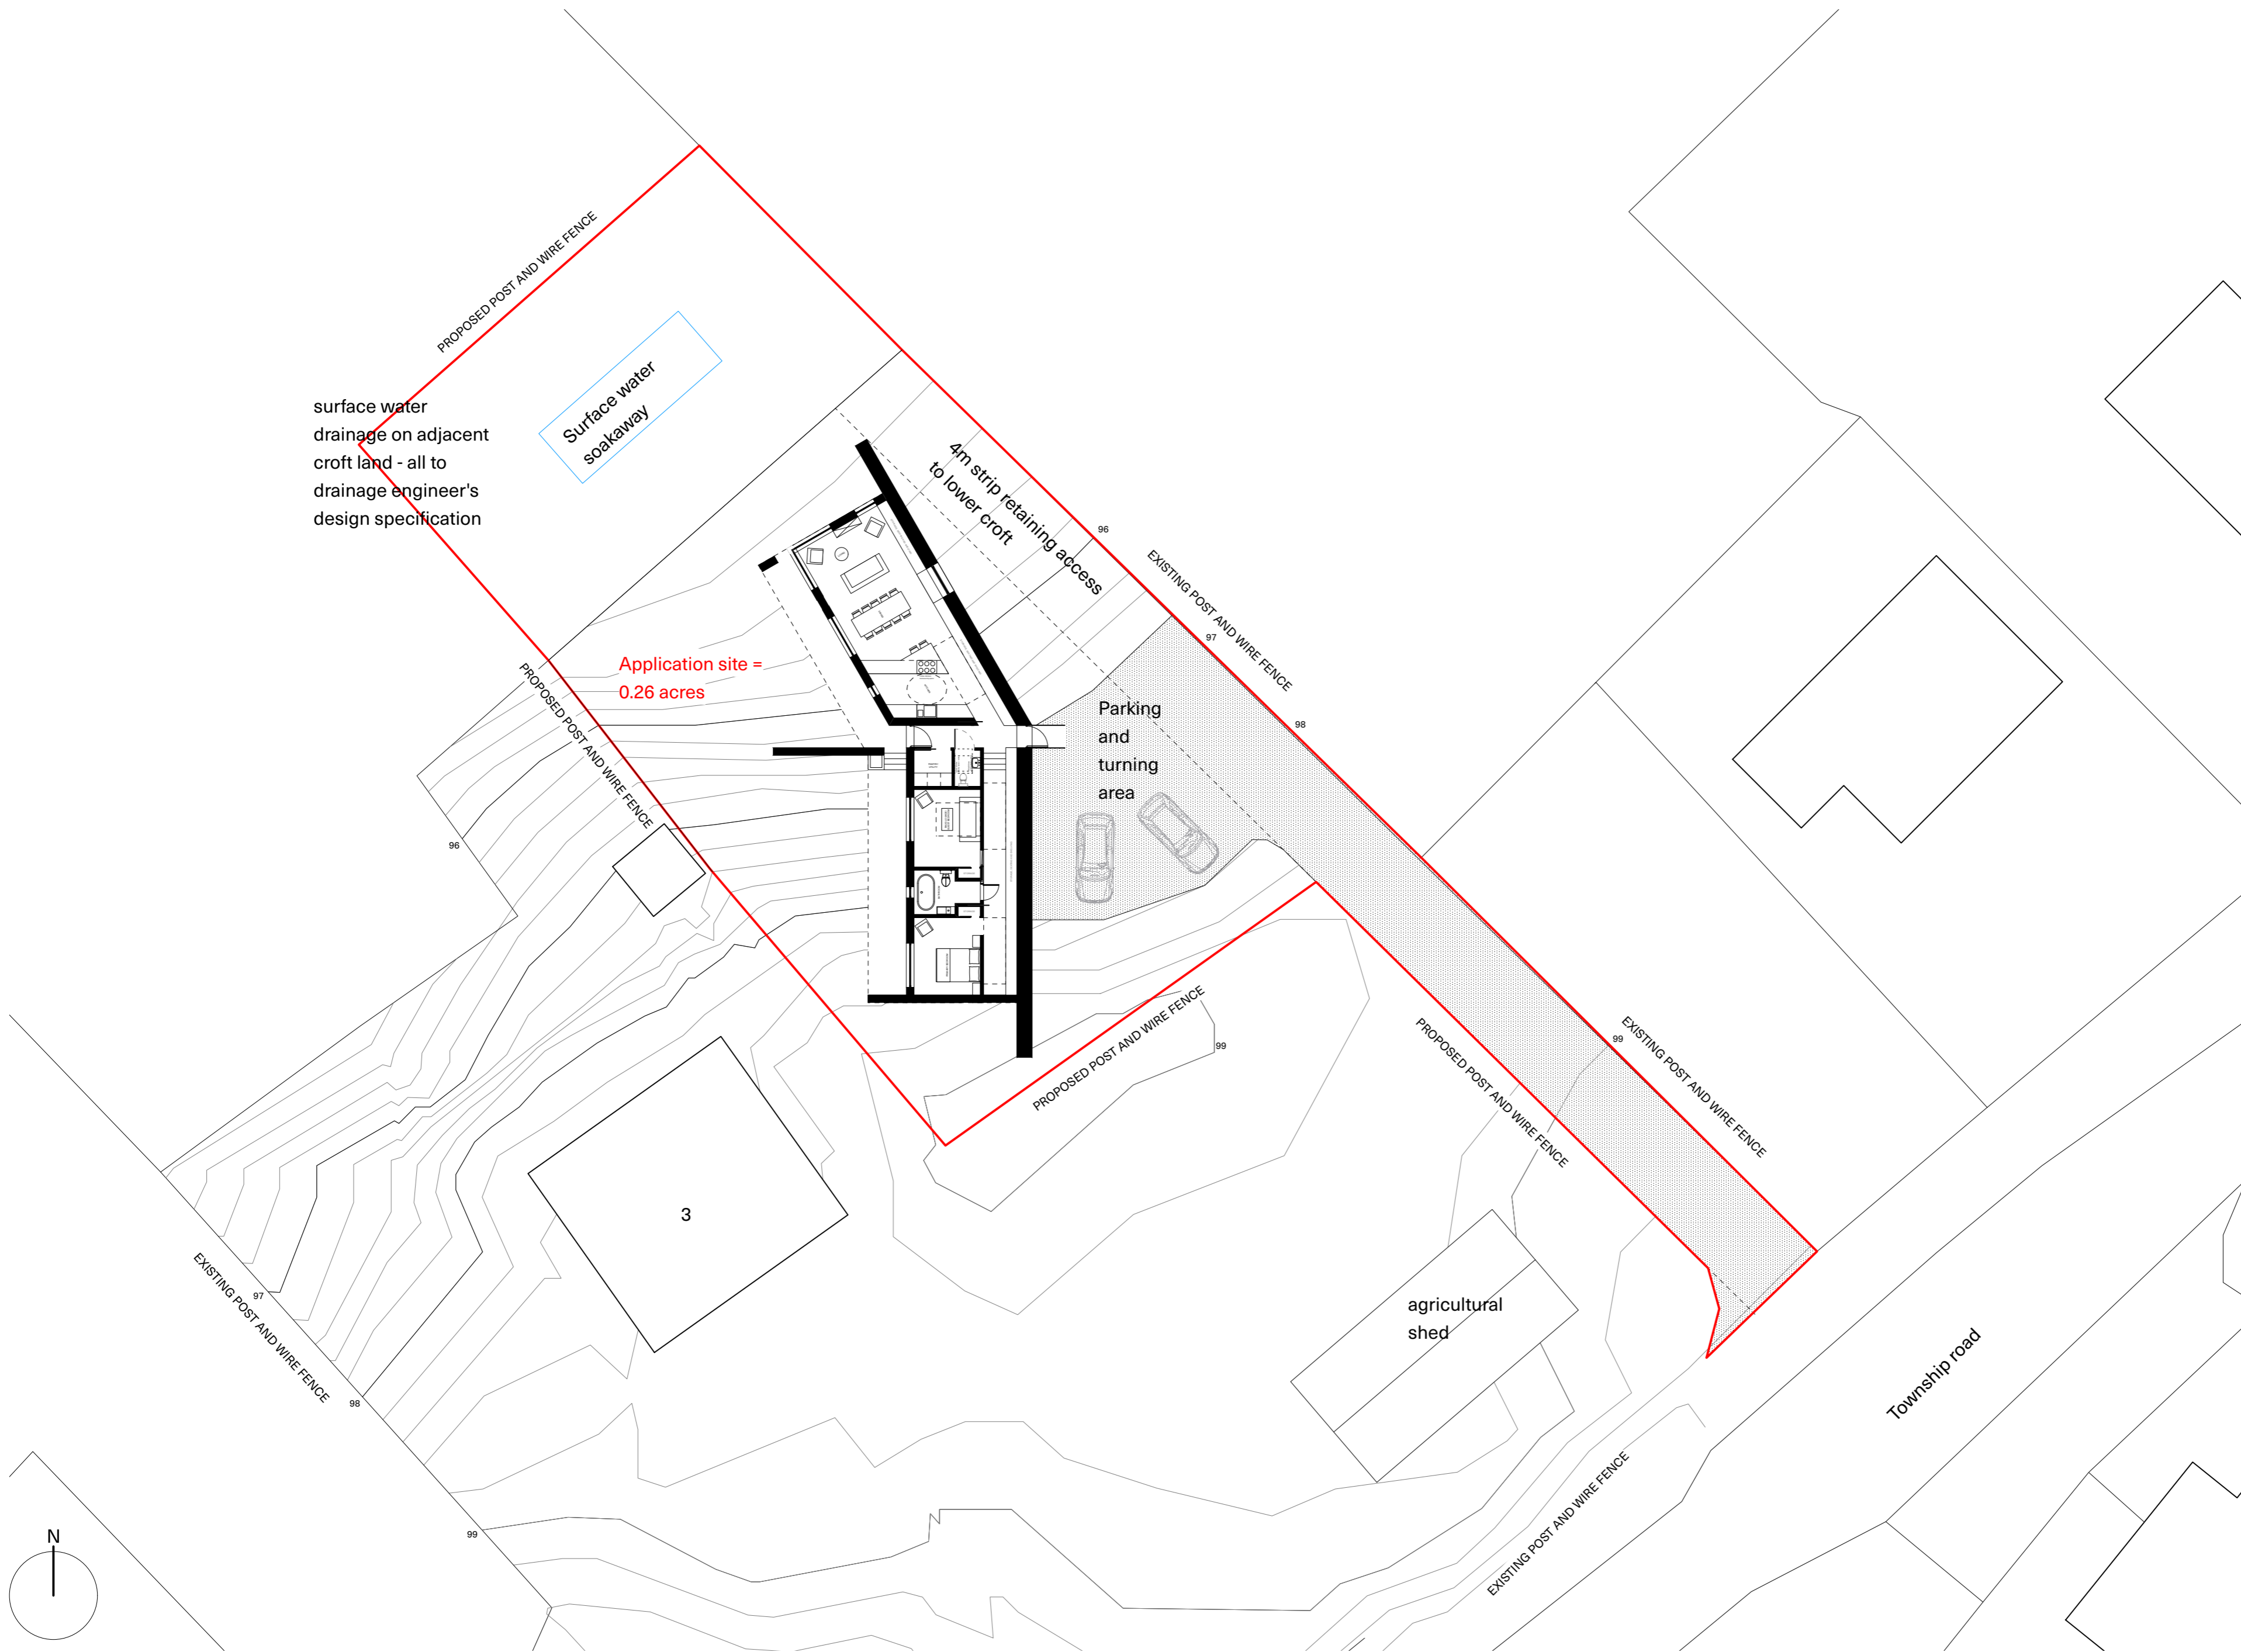 PROPOSED POST AND WIRE FENCE
surface water
drainage on adjacent
croft land - all to
drainage engineer's
design specification
Surface water
soakaway
4m strip retaining access
to lower croft
96
EXISTING POST AND WIRE FENCE
97
98
Application site =
0.26 acres
PROPOSED POST AND WIRE FENCE
Parking
and
turning
area
96
PROPOSED POST AND WIRE FENCE
99
EXISTING POST AND WIRE FENCE
99
PROPOSED POST AND WIRE FENCE
3
agricultural
shed
Township road
EXISTING POST AND WIRE FENCE
97
98
99
EXISTING POST AND WIRE FENCE
N